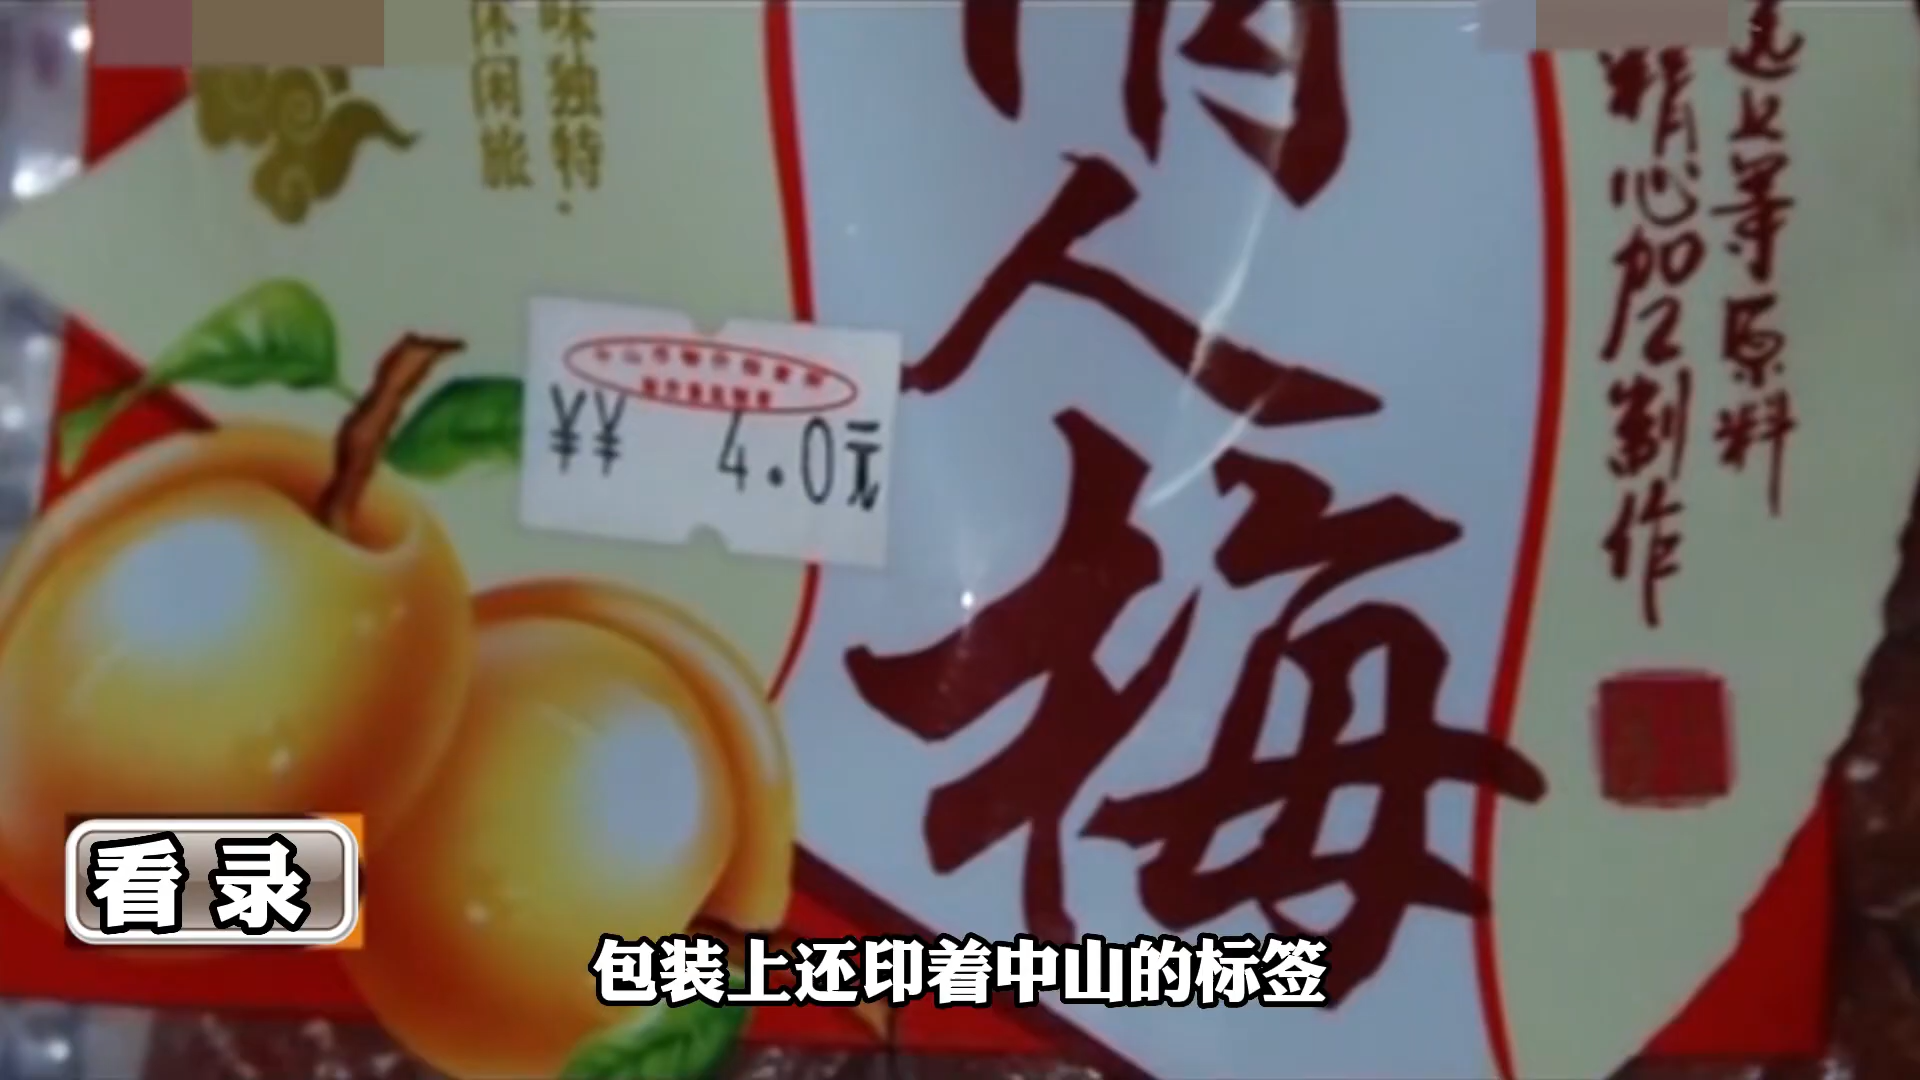 味独特·
休闲旅
情人梅
选上等原料
精心加工制作
¥¥ 4.0元
看录
包装上还印着中山的标签